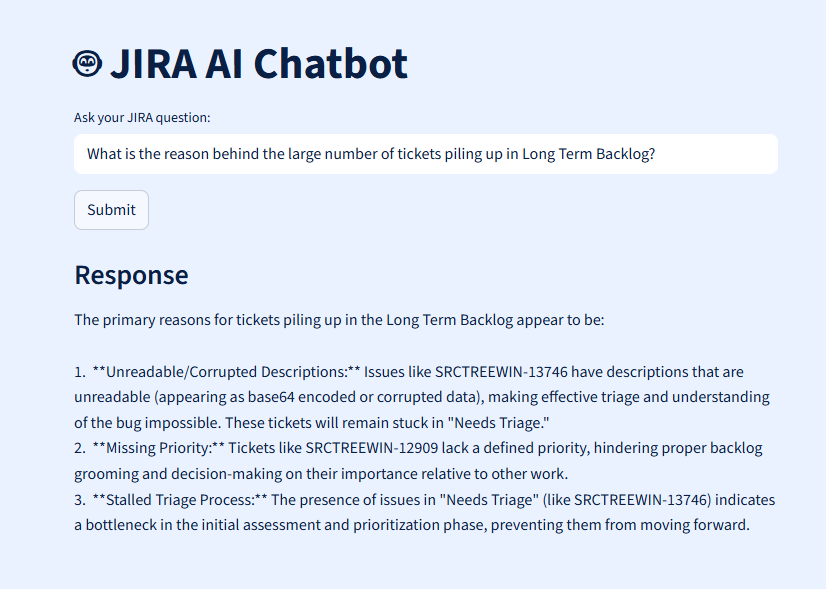 JIRA AI Chatbot
Ask your JIRA question:
What is the reason behind the large number of tickets piling up in Long Term Backlog?
Submit
Response
The primary reasons for tickets piling up in the Long Term Backlog appear to be:
1. **Unreadable/Corrupted Descriptions:** Issues like SRCTREEWIN-13746 have descriptions that are
unreadable (appearing as base64 encoded or corrupted data), making effective triage and understanding
of the bug impossible. These tickets will remain stuck in "Needs Triage."
2. **Missing Priority:** Tickets like SRCTREEWIN-12909 lack a defined priority, hindering proper backlog
grooming and decision-making on their importance relative to other work.
3. **Stalled Triage Process:** The presence of issues in "Needs Triage" (like SRCTREEWIN-13746) indicates
a bottleneck in the initial assessment and prioritization phase, preventing them from moving forward.